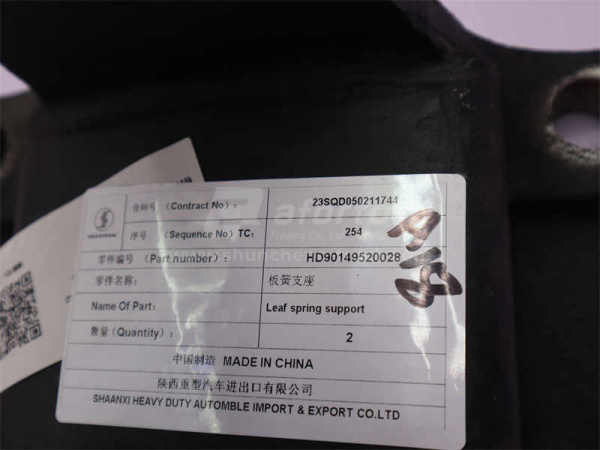 合同号 (Contract No): 23SQD050211744
序号 (Sequence No) TC: 254
零件编号 (Part number): HD90149520028
零件名称: 板簧支座
Name Of Part: Leaf spring support
数量 (Quantity): 2
中国制造 MADE IN CHINA
陕西重型汽车进出口有限公司
SHAANXI HEAVY DUTY AUTOMBLE IMPORT & EXPORT CO.LTD